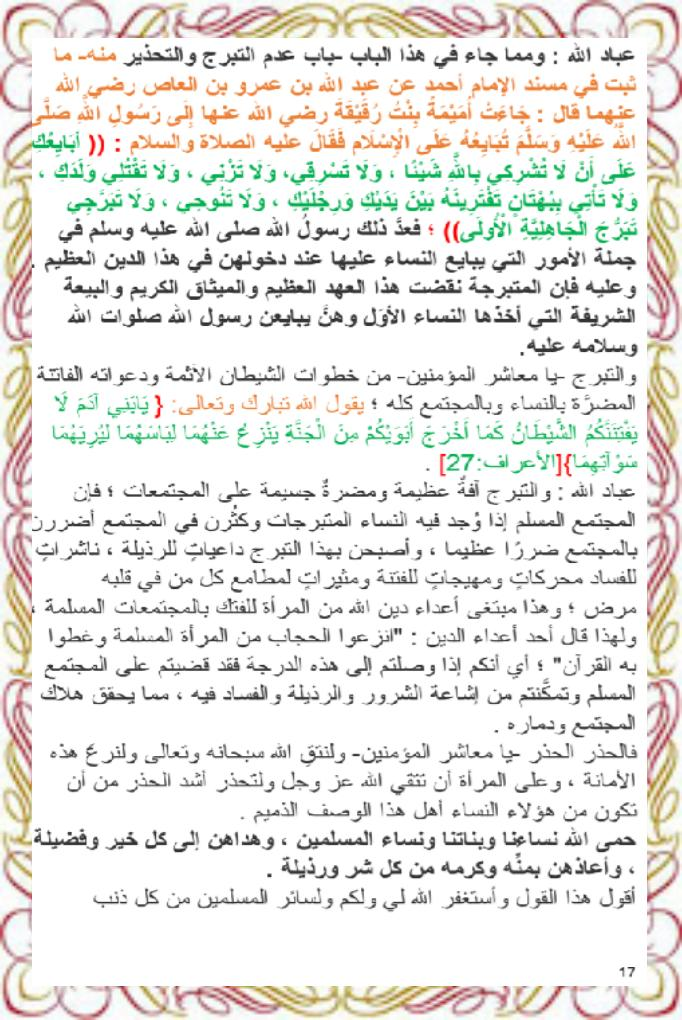 عباد الله : ومما جاء في هذا الباب -باب عدم التبرج والتحذير منه- ما
ثبت في مسند الإمام أحمد عن عبد الله بن عمرو بن العاص رضي الله
عنهما قال : جَاءَتْ أُمَيْمَةُ بِنْتُ رُقَيْقَةَ رضي الله عنها إِلَى رَسُولِ اللَّهِ صَلَّى
اللَّهُ عَلَيْهِ وَسَلَّمَ تُبَايِعُهُ عَلَى الْإِسْلَامِ فَقَالَ عليه الصلاة والسلام : (( أُبَايِعُكِ
عَلَى أَنْ لَا تُشْرِكِي بِاللَّهِ شَيْئًا ، وَلَا تَسْرِقِي، وَلَا تَزْنِي ، وَلَا تَقْتُلِي وَلَدَكِ ،
وَلَا تَأْتِي بِبُهْتَانٍ تَفْتَرِينَهُ بَيْنَ يَدَيْكِ وَرِجْلَيْكِ ، وَلَا تَنُوحِي ، وَلَا تَبَرَّجِي
تَبَرُّجَ الْجَاهِلِيَّةِ الْأُولَى)) ؛ فعدَّ ذلك رسولُ الله صلى الله عليه وسلم في
جملة الأمور التي يبايع النساء عليها عند دخولهن في هذا الدين العظيم .
وعليه فإن المتبرجة نقضت هذا العهد العظيم والميثاق الكريم والبيعة
الشريفة التي أخذها النساء الأوَل وهنَّ يبايعن رسول الله صلوات الله
وسلامه عليه.
والتبرج -يا معاشر المؤمنين- من خطوات الشيطان الآثمة ودعواته الفاتنة
المضرَّة بالنساء وبالمجتمع كله ؛ يقول الله تبارك وتعالى: { يَابَنِي آدَمَ لَا
يَفْتِنَنَّكُمُ الشَّيْطَانُ كَمَا أَخْرَجَ أَبَوَيْكُمْ مِنَ الْجَنَّةِ يَنْزِعُ عَنْهُمَا لِبَاسَهُمَا لِيُرِيَهُمَا
سَوْآتِهِمَا}[الأعراف:27] .
عباد الله : والتبرج آفةٌ عظيمة ومضرةٌ جسيمة على المجتمعات ؛ فإن
المجتمع المسلم إذا وُجد فيه النساء المتبرجات وكثُرن في المجتمع أضررن
بالمجتمع ضررًا عظيما ، وأصبحن بهذا التبرج داعياتٍ للرذيلة ، ناشراتٍ
للفساد محركاتٍ ومهيجاتٍ للفتنة ومثيراتٍ لمطامع كل من في قلبه
مرض ؛ وهذا مبتغى أعداء دين الله من المرأة للفتك بالمجتمعات المسلمة ،
ولهذا قال أحد أعداء الدين : "انزعوا الحجاب من المرأة المسلمة وغطوا
به القرآن" ؛ أي أنكم إذا وصلتم إلى هذه الدرجة فقد قضيتم على المجتمع
المسلم وتمكَّنتم من إشاعة الشرور والرذيلة والفساد فيه ، مما يحقق هلاك
المجتمع ودماره .
فالحذر الحذر -يا معاشر المؤمنين- ولنتقِ الله سبحانه وتعالى ولنرعَ هذه
الأمانة ، وعلى المرأة أن تتقي الله عز وجل ولتحذر أشد الحذر من أن
تكون من هؤلاء النساء أهل هذا الوصف الذميم .
حمى الله نساءنا وبناتنا ونساء المسلمين ، وهداهن إلى كل خير وفضيلة
، وأعاذهن بمنِّه وكرمه من كل شر ورذيلة .
أقول هذا القول وأستغفر الله لي ولكم ولسائر المسلمين من كل ذنب
17